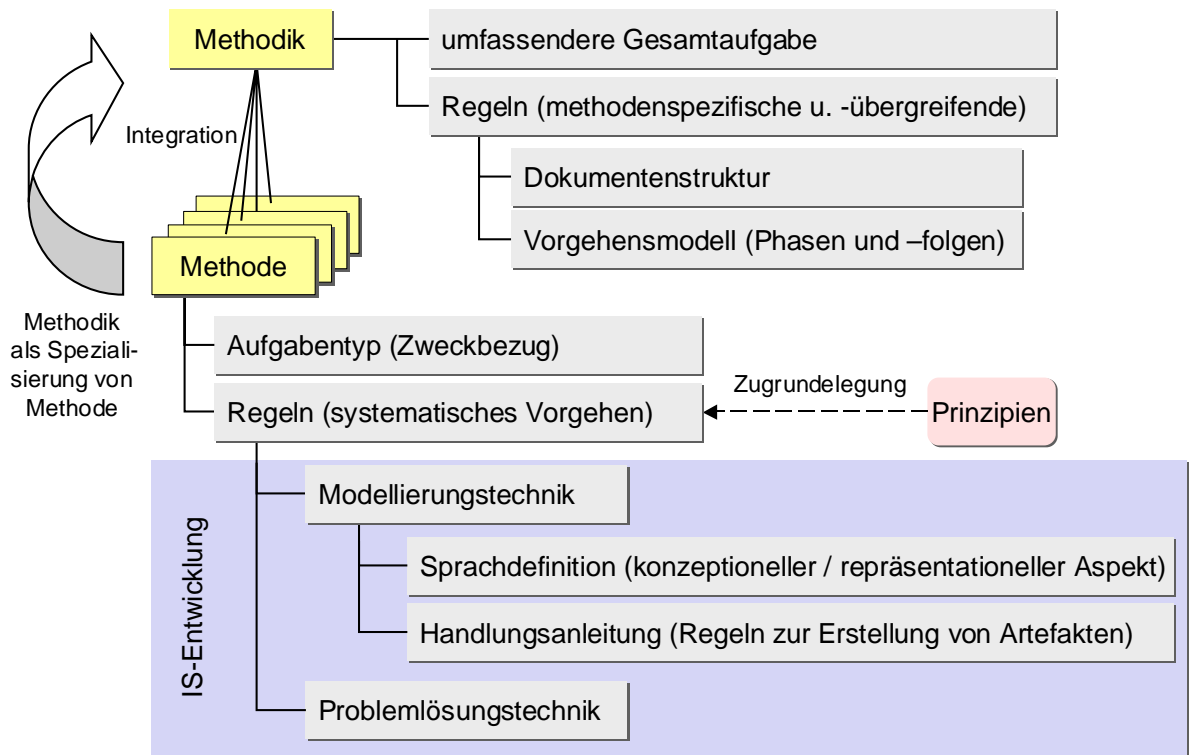 Methodik
umfassendere Gesamtaufgabe
Regeln (methodenspezifische u. -übergreifende)
Integration
Dokumentenstruktur
Vorgehensmodell (Phasen und –folgen)
Methode
Methodik
als Speziali-
sierung von
Methode
Aufgabentyp (Zweckbezug)
Regeln (systematisches Vorgehen)
Zugrundelegung
Prinzipien
IS-Entwicklung
Modellierungstechnik
Sprachdefinition (konzeptioneller / repräsentationeller Aspekt)
Handlungsanleitung (Regeln zur Erstellung von Artefakten)
Problemlösungstechnik